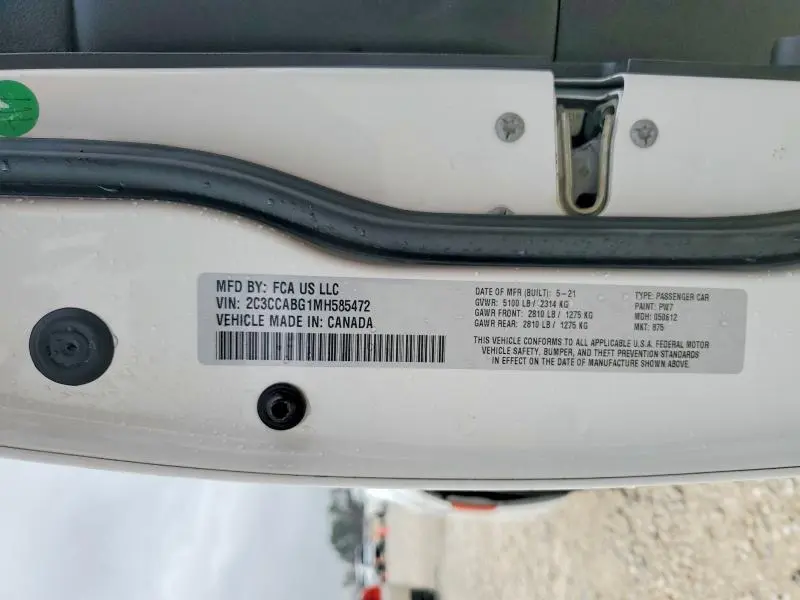 MFD BY: FCA US LLC
VIN: 2C3CCABG1MH585472
VEHICLE MADE IN: CANADA
DATE OF MFR (BUILT): 5-21
GVWR: 5100 LB / 2314 KG
GAWR FRONT: 2810 LB / 1275 KG
GAWR REAR: 2810 LB / 1275 KG
TYPE: PASSENGER CAR
PAINT: PW7
MDH: 050612
MKT: 875
THIS VEHICLE CONFORMS TO ALL APPLICABLE U.S.A. FEDERAL MOTOR
VEHICLE SAFETY, BUMPER, AND THEFT PREVENTION STANDARDS
IN EFFECT ON THE DATE OF MANUFACTURE SHOWN ABOVE.